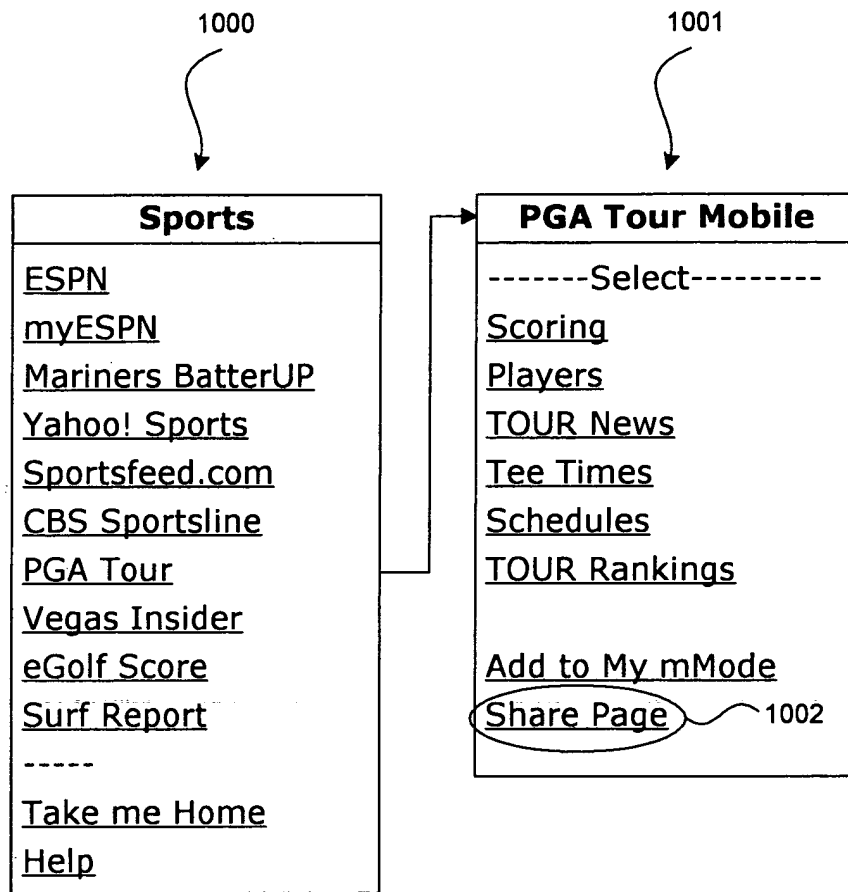 1000
1001
Sports
ESPN
myESPN
Mariners BatterUP
Yahoo! Sports
Sportsfeed.com
CBS Sportsline
PGA Tour
Vegas Insider
eGolf Score
Surf Report
-----
Take me Home
Help
PGA Tour Mobile
-------Select---------
Scoring
Players
TOUR News
Tee Times
Schedules
TOUR Rankings
Add to My mMode
Share Page
1002